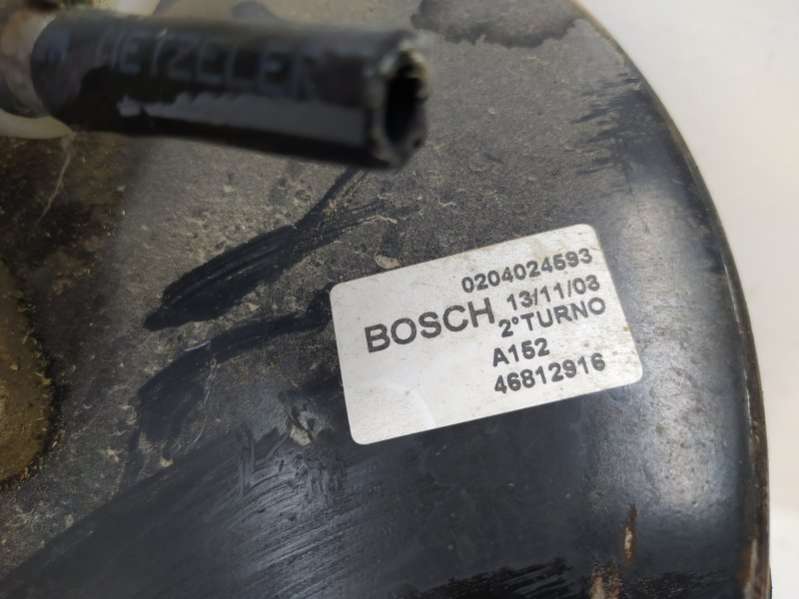 METZELER
0204024593
BOSCH 13/11/03
2°TURNO
A152
46812916